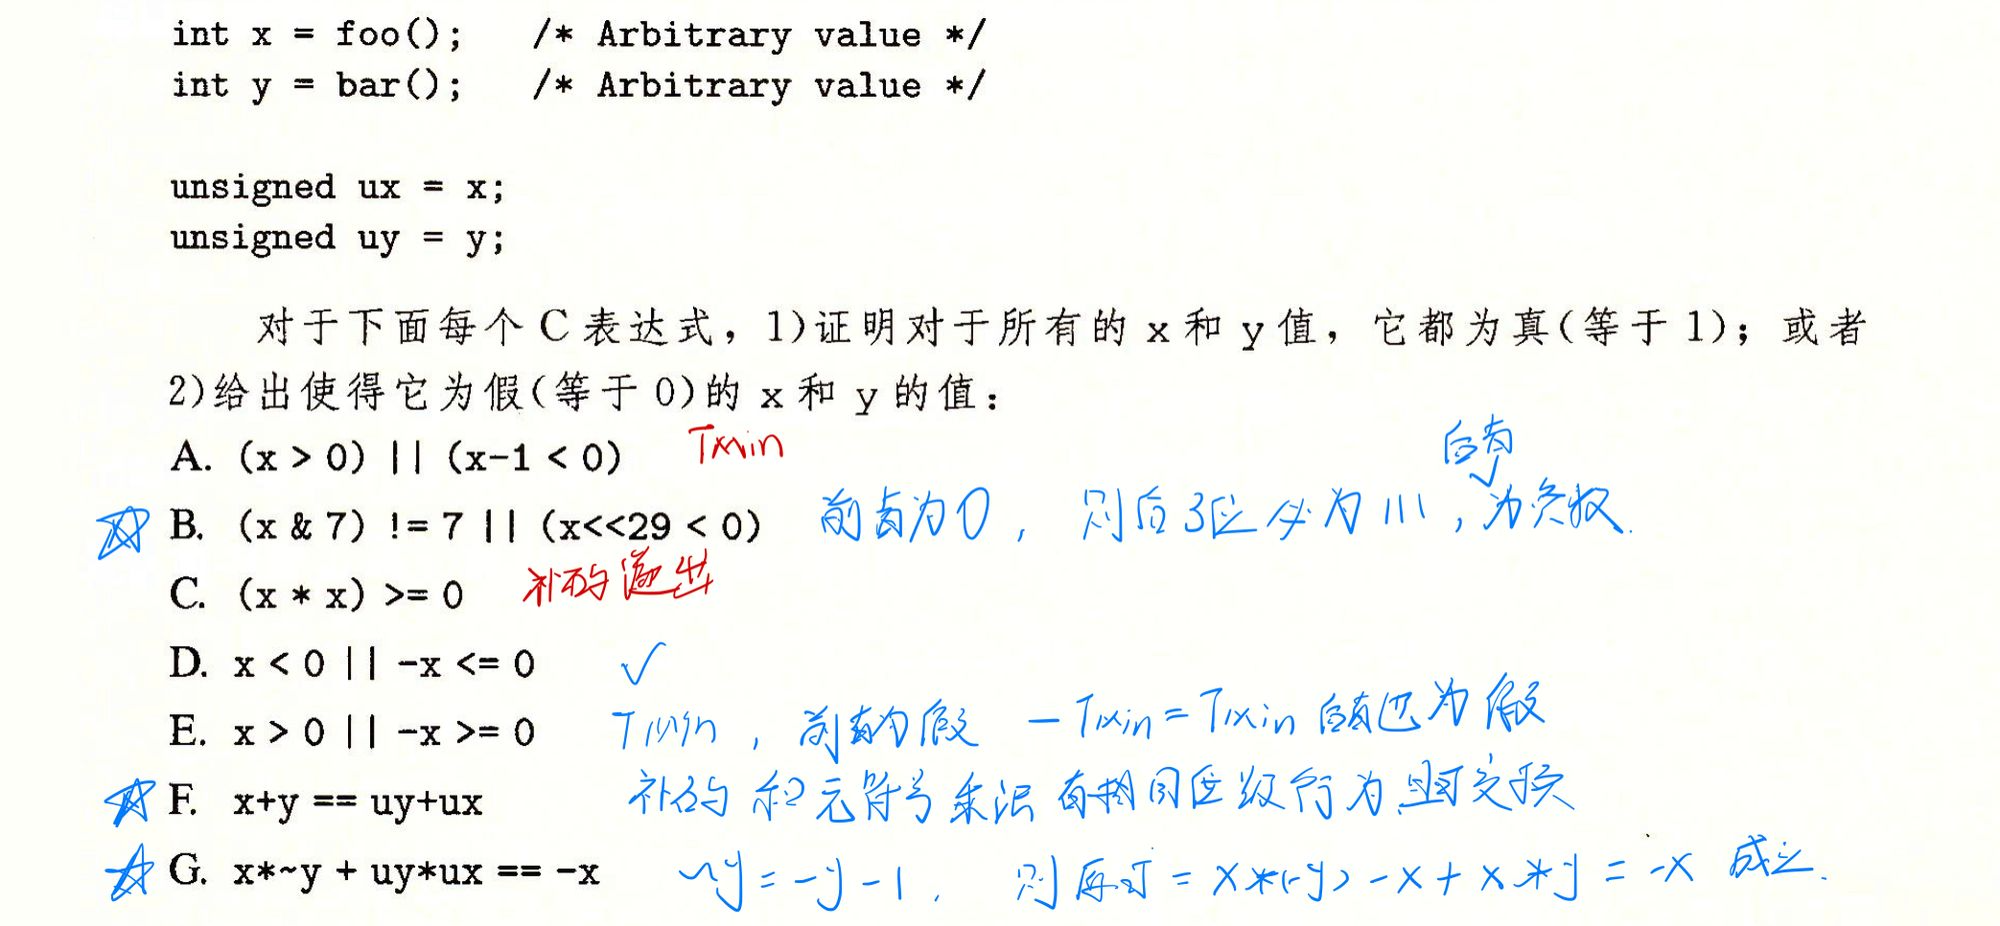 int x = foo();   /* Arbitrary value */
int y = bar();   /* Arbitrary value */
unsigned ux = x;
unsigned uy = y;
对于下面每个 C 表达式，1)证明对于所有的 x 和 y 值，它都为真(等于 1)；或者
2)给出使得它为假(等于 0)的 x 和 y 的值：
A. (x > 0) || (x-1 < 0) Tmin
后者
B. (x & 7) != 7 || (x<<29 < 0) 前者为0，则后3位必为111，为负数.
C. (x * x) >= 0 补码溢出
D. x < 0 || -x <= 0 ✓
E. x > 0 || -x >= 0 Tmin，前者为假 -Tmin=Tmin 后者也为假
F. x+y == uy+ux 补码和无符号乘法有相同位级行为 且可交换
G. x*~y + uy*ux == -x ~y=-y-1，则原式=x*(-y)-x+x*y=-x 成立.